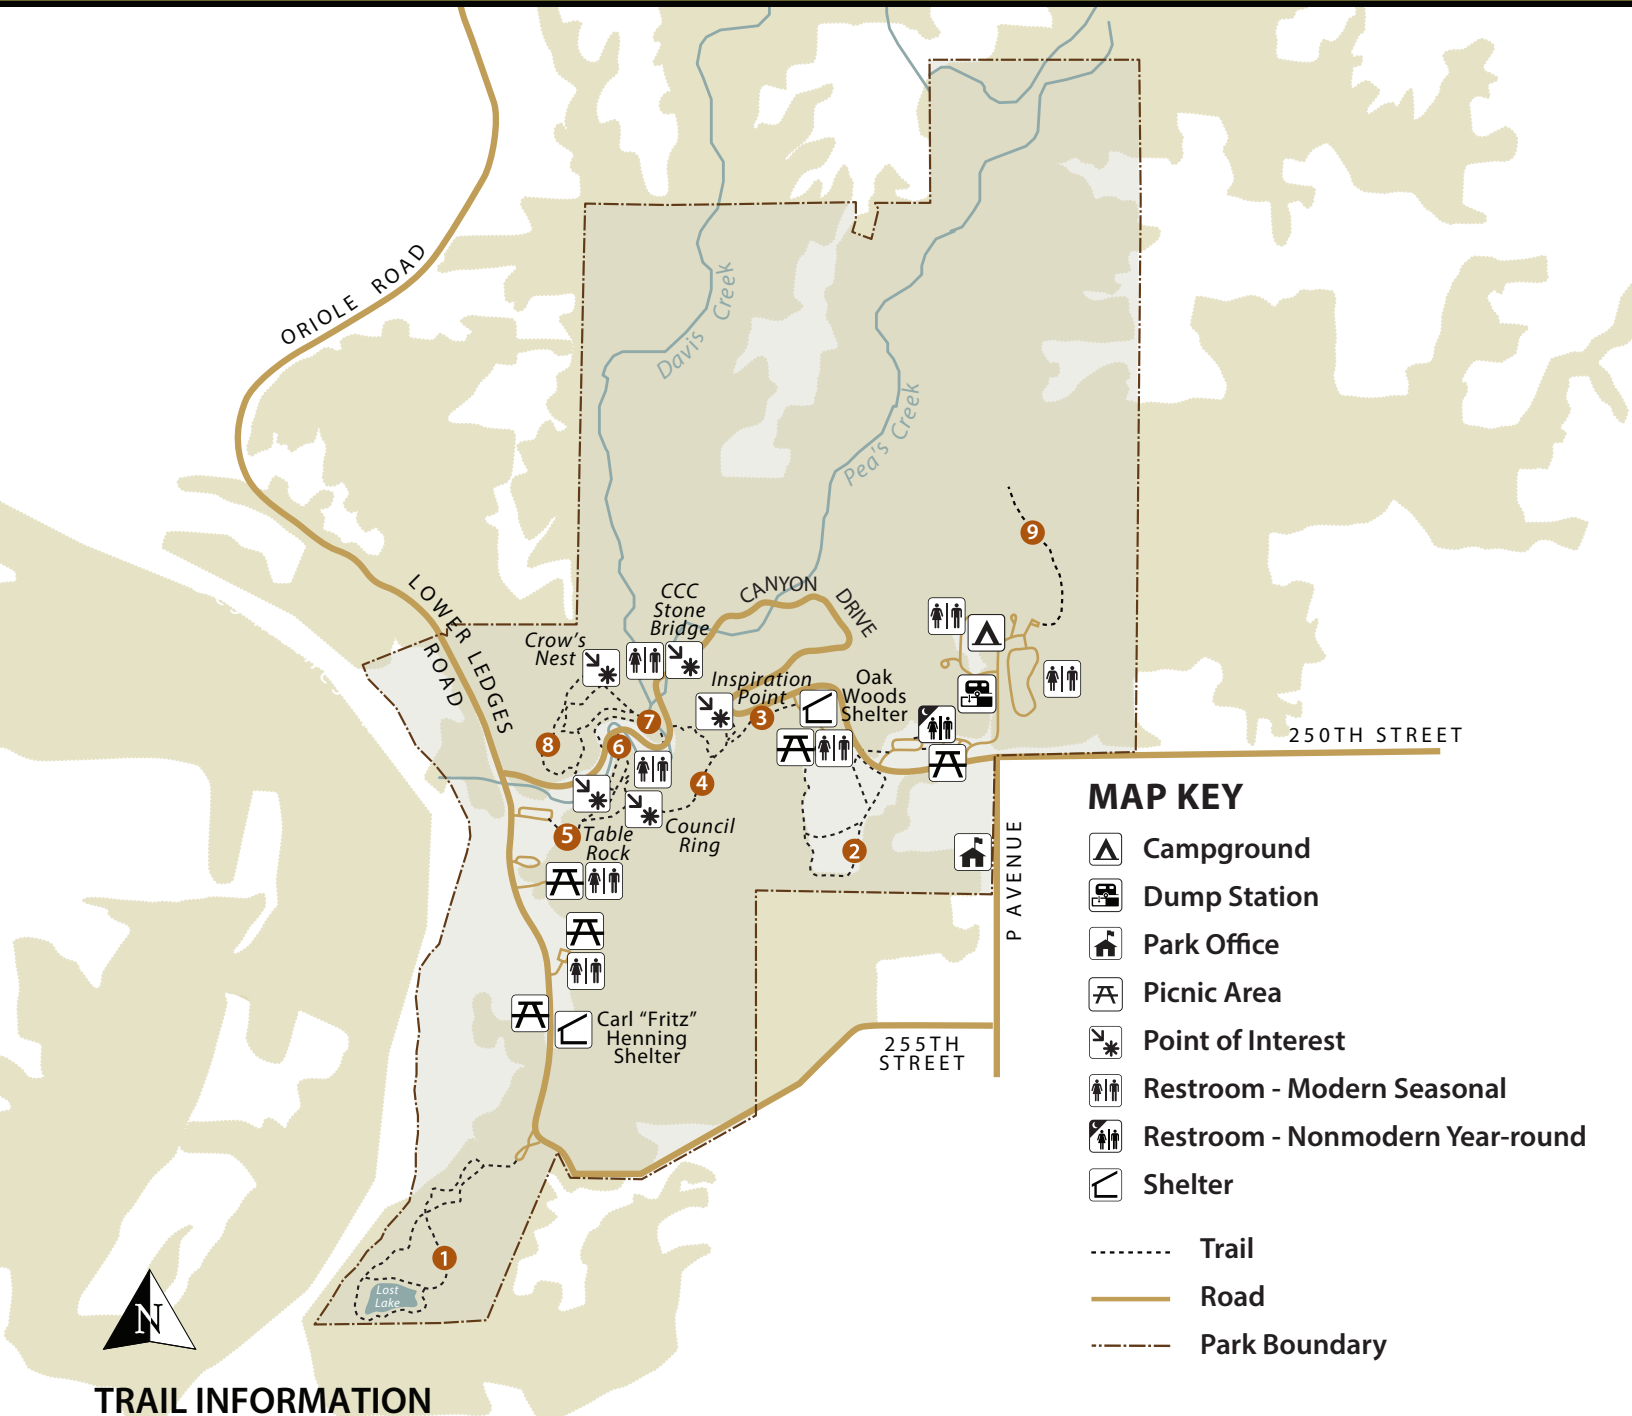 ORIOLE ROAD
Davis Creek
Pea's Creek
9
LOWER LEDGES
ROAD
CCC
Stone
Bridge
CANYON DRIVE
Crow's
Nest
Inspiration
Point
Oak
Woods
Shelter
3
7
8
6
250TH STREET
4
5
Table
Rock
Council
Ring
2
P AVENUE
Carl “Fritz”
Henning
Shelter
255TH
STREET
1
Lost
Lake
N
MAP KEY
Campground
Dump Station
Park Office
Picnic Area
Point of Interest
Restroom - Modern Seasonal
Restroom - Nonmodern Year-round
Shelter
Trail
Road
Park Boundary
TRAIL INFORMATION